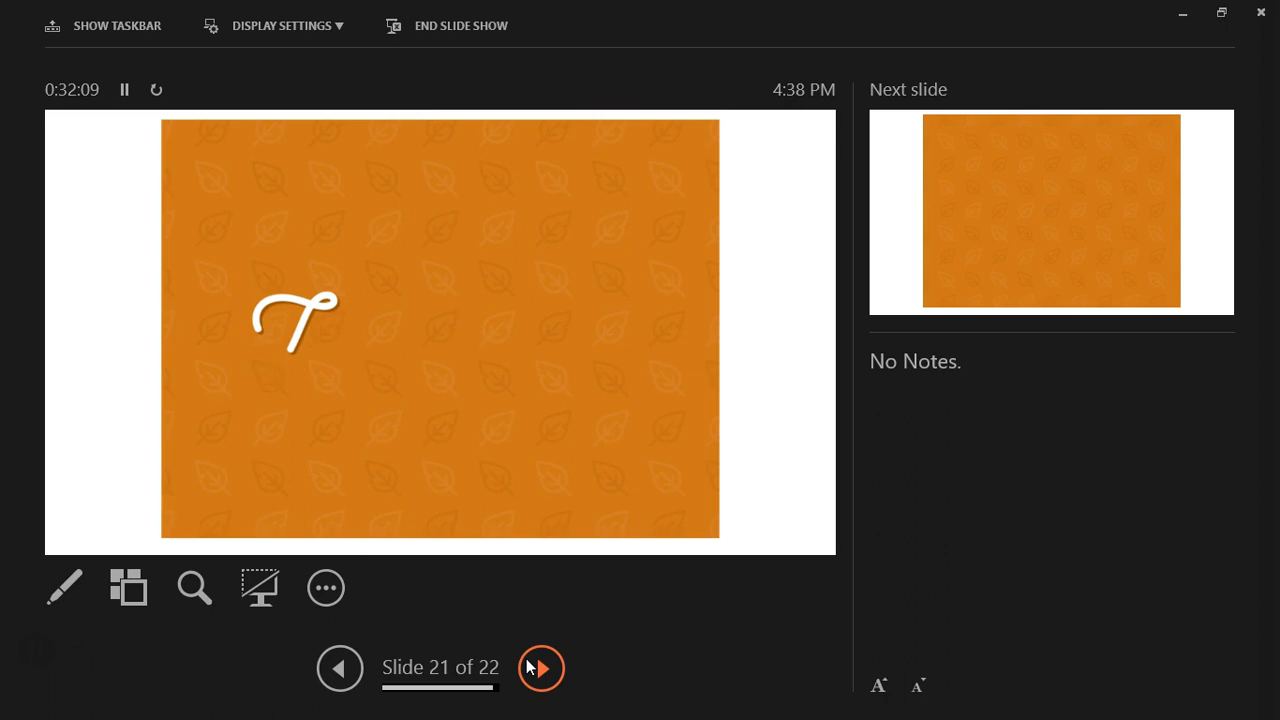 SHOW TASKBAR
DISPLAY SETTINGS ▼
END SLIDE SHOW
0:32:09
4:38 PM
Next slide
T
No Notes.
Slide 21 of 22
A A